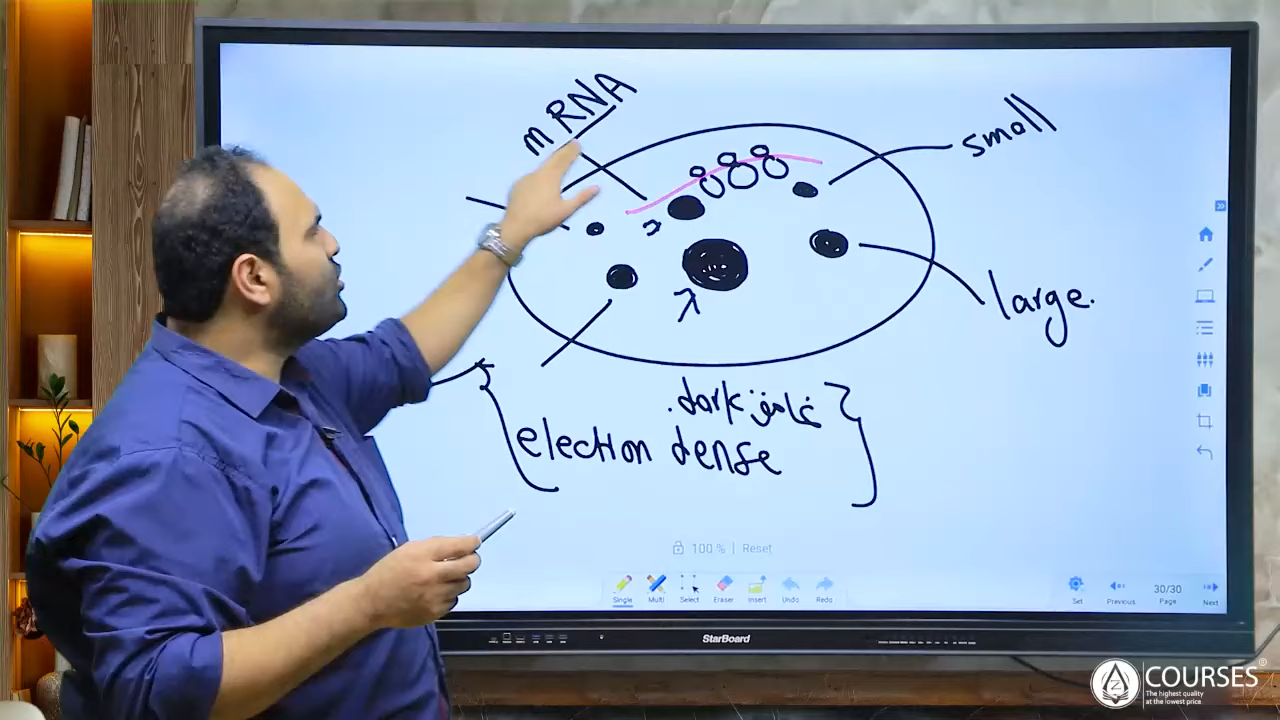 mRNA
small
large.
dark غامق.
election dense
100 % | Reset
Single Multi Select Eraser Insert Undo Redo
Set Previous 30/30 Page Next
StarBoard
COURSES®
The highest quality
at the lowest price